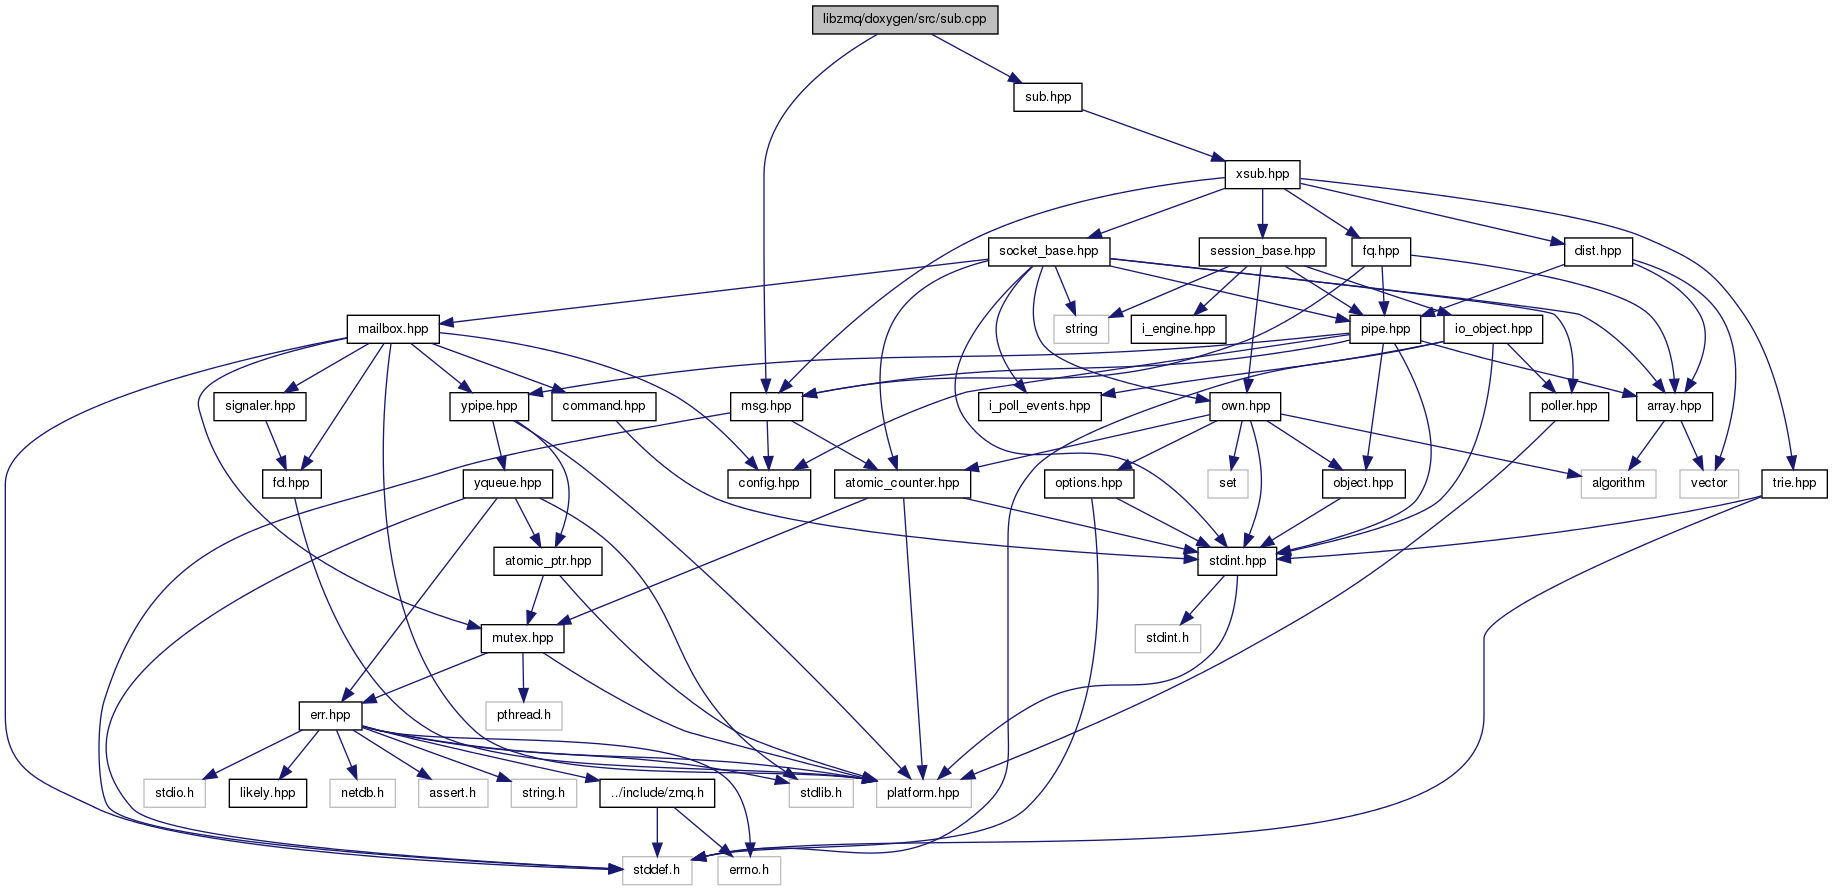 libzmq/doxygen/src/sub.cpp
sub.hpp
xsub.hpp
socket_base.hpp
session_base.hpp
fq.hpp
dist.hpp
mailbox.hpp
string
i_engine.hpp
pipe.hpp
io_object.hpp
signaler.hpp
ypipe.hpp
command.hpp
msg.hpp
i_poll_events.hpp
own.hpp
poller.hpp
array.hpp
fd.hpp
yqueue.hpp
config.hpp
atomic_counter.hpp
options.hpp
set
object.hpp
algorithm
vector
trie.hpp
atomic_ptr.hpp
stdint.hpp
mutex.hpp
stdint.h
err.hpp
pthread.h
stdio.h
likely.hpp
netdb.h
assert.h
string.h
../include/zmq.h
stdlib.h
platform.hpp
stddef.h
errno.h